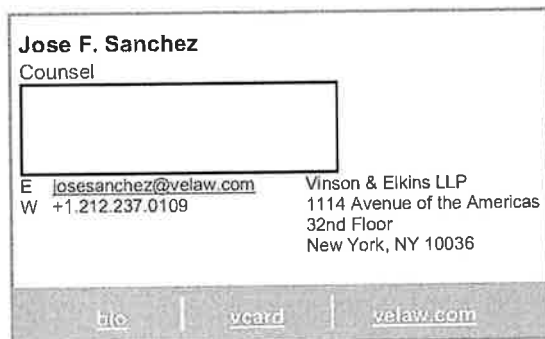 Jose F. Sanchez
Counsel
E josesanchez@velaw.com
W +1.212.237.0109
Vinson & Elkins LLP
1114 Avenue of the Americas
32nd Floor
New York, NY 10036
bio | vcard | velaw.com